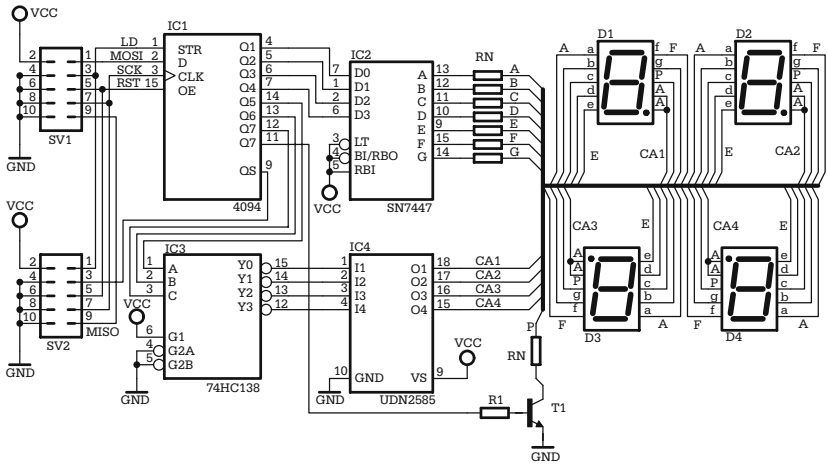 VCC
2 1
4 3
6 5
8 7
10 9
SV1
GND
LD
MOSI
SCK
RST
IC1
1 STR
2 D
3 CLK
15 OE
Q1 4
Q2 5
Q3 6
Q4 7
Q5 14
Q6 13
Q7 12
Q7 11
QS 9
4094
IC2
7 D0
1 D1
2 D2
6 D3
3 LT
4 BI/RBO
5 RBI
VCC
A 13
B 12
C 11
D 10
E 9
F 15
G 14
SN7447
RN
A
B
C
D
E
F
G
D1
A
a
b
c
d
e
f F
g
P
A
A
E
CA1
D2
A
a
b
c
d
e
f F
g
P
A
A
E
CA2
VCC
2 1
4 3
6 5
8 7
10 9
MISO
SV2
GND
IC3
1 A
2 B
3 C
VCC
6 G1
4 G2A
5 G2B
GND
Y0 15
Y1 14
Y2 13
Y3 12
74HC138
IC4
1 I1
2 I2
3 I3
4 I4
10 GND
GND
O1 18 CA1
O2 17 CA2
O3 16 CA3
O4 15 CA4
VS 9
VCC
UDN2585
P
RN
R1
T1
GND
CA3
E
A
A
P
g
f
F
e
d
c
b
a
A
D3
CA4
E
A
A
P
g
f
F
e
d
c
b
a
A
D4